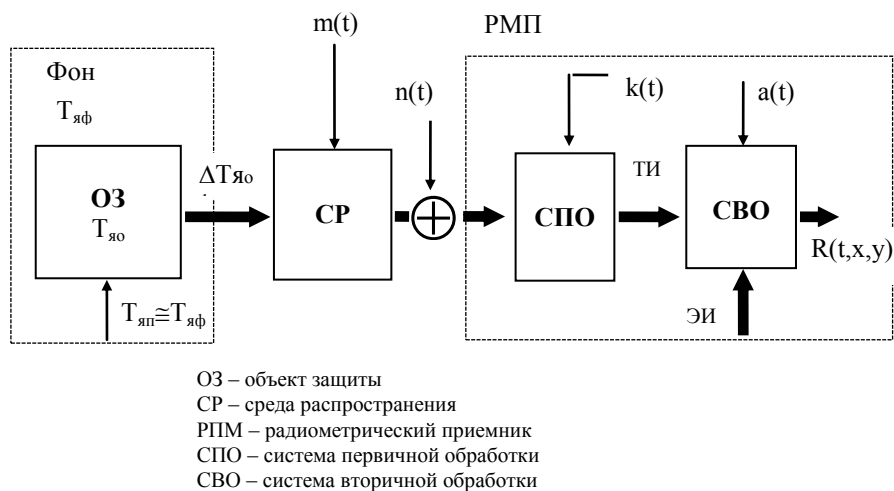 m(t)
РМП
Фон
Tяф
n(t)
k(t)
a(t)
ОЗ
Tяо
ΔTяо
СР
СПО
ТИ
СВО
R(t,x,y)
Tяп≅Tяф
ЭИ
ОЗ – объект защиты
СР – среда распространения
РПМ – радиометрический приемник
СПО – система первичной обработки
СВО – система вторичной обработки